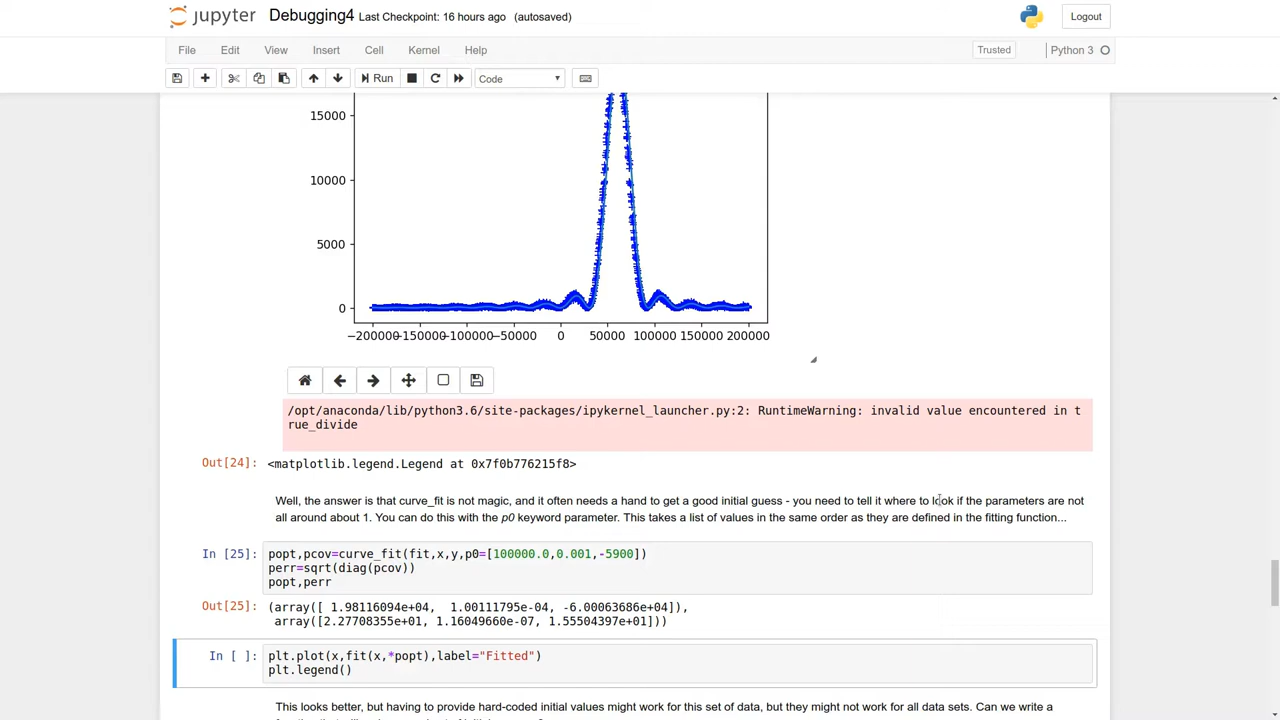 jupyter Debugging4 Last Checkpoint: 16 hours ago (autosaved) Logout
File Edit View Insert Cell Kernel Help Trusted Python 3
Run Code
15000
10000
5000
0
−200000 −150000 −100000 −50000 0 50000 100000 150000 200000
/opt/anaconda/lib/python3.6/site-packages/ipykernel_launcher.py:2: RuntimeWarning: invalid value encountered in t
rue_divide
Out[24]: <matplotlib.legend.Legend at 0x7f0b776215f8>
Well, the answer is that curve_fit is not magic, and it often needs a hand to get a good initial guess - you need to tell it where to look if the parameters are not
all around about 1. You can do this with the p0 keyword parameter. This takes a list of values in the same order as they are defined in the fitting function...
In [25]: popt,pcov=curve_fit(fit,x,y,p0=[100000.0,0.001,-5900])
perr=sqrt(diag(pcov))
popt,perr
Out[25]: (array([ 1.98116094e+04, 1.00111795e-04, -6.00063686e+04]),
array([2.27708355e+01, 1.16049660e-07, 1.55504397e+01]))
In [ ]: plt.plot(x,fit(x,*popt),label="Fitted")
plt.legend()
This looks better, but having to provide hard-coded initial values might work for this set of data, but they might not work for all data sets. Can we write a